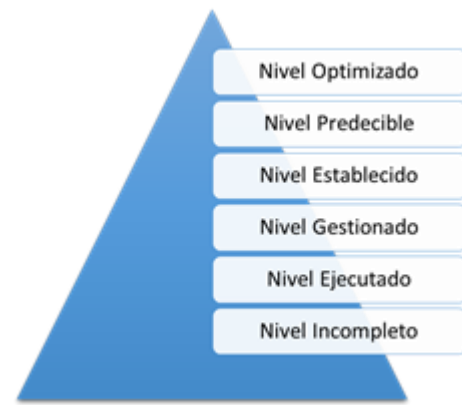 Nivel Optimizado
Nivel Predecible
Nivel Establecido
Nivel Gestionado
Nivel Ejecutado
Nivel Incompleto